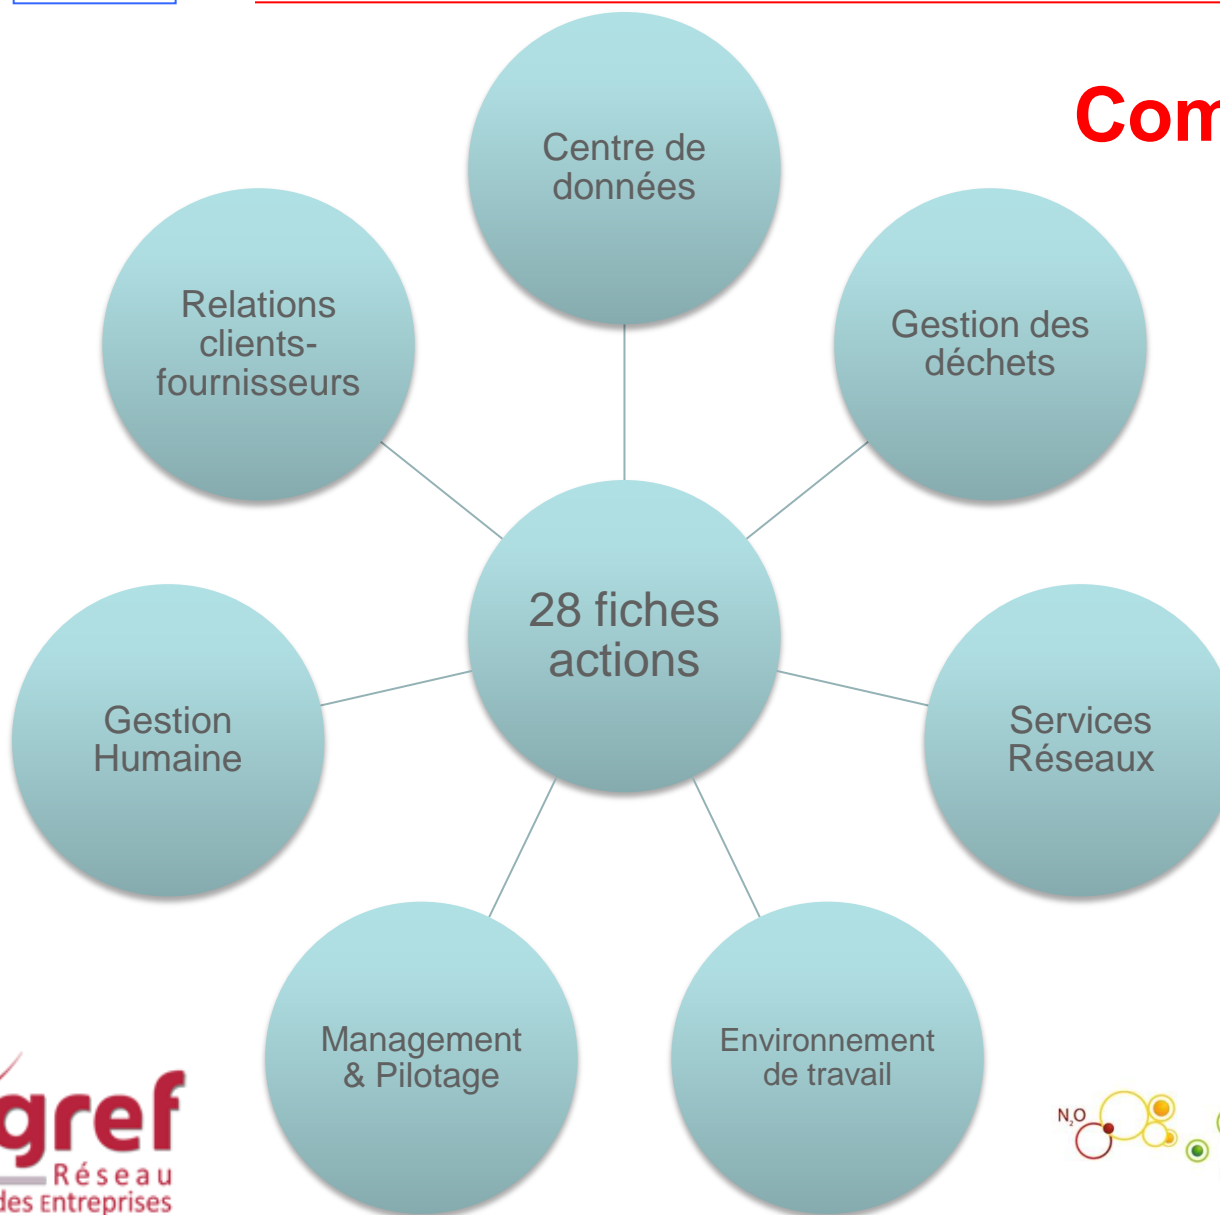 Centre de
données
Relations
clients-
fournisseurs
Gestion des
déchets
28 fiches
actions
Gestion
Humaine
Services
Réseaux
Management
& Pilotage
Environnement
de travail
gref
Réseau
des Entreprises
N₂O